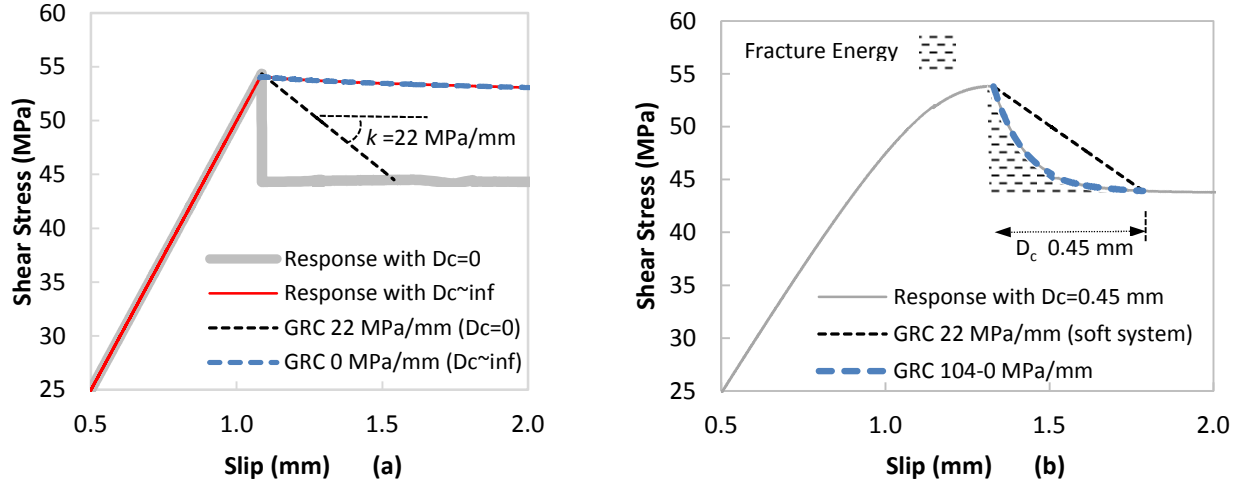 Shear Stress (MPa)
60
55
50
45
40
35
30
25
k =22 MPa/mm
Response with Dc=0
Response with Dc~inf
GRC 22 MPa/mm (Dc=0)
GRC 0 MPa/mm (Dc~inf)
0.5 1.0 1.5 2.0
Slip (mm) (a)
Shear Stress (MPa)
60
55
50
45
40
35
30
25
Fracture Energy
Dc 0.45 mm
Response with Dc=0.45 mm
GRC 22 MPa/mm (soft system)
GRC 104-0 MPa/mm
0.5 1.0 1.5 2.0
Slip (mm) (b)